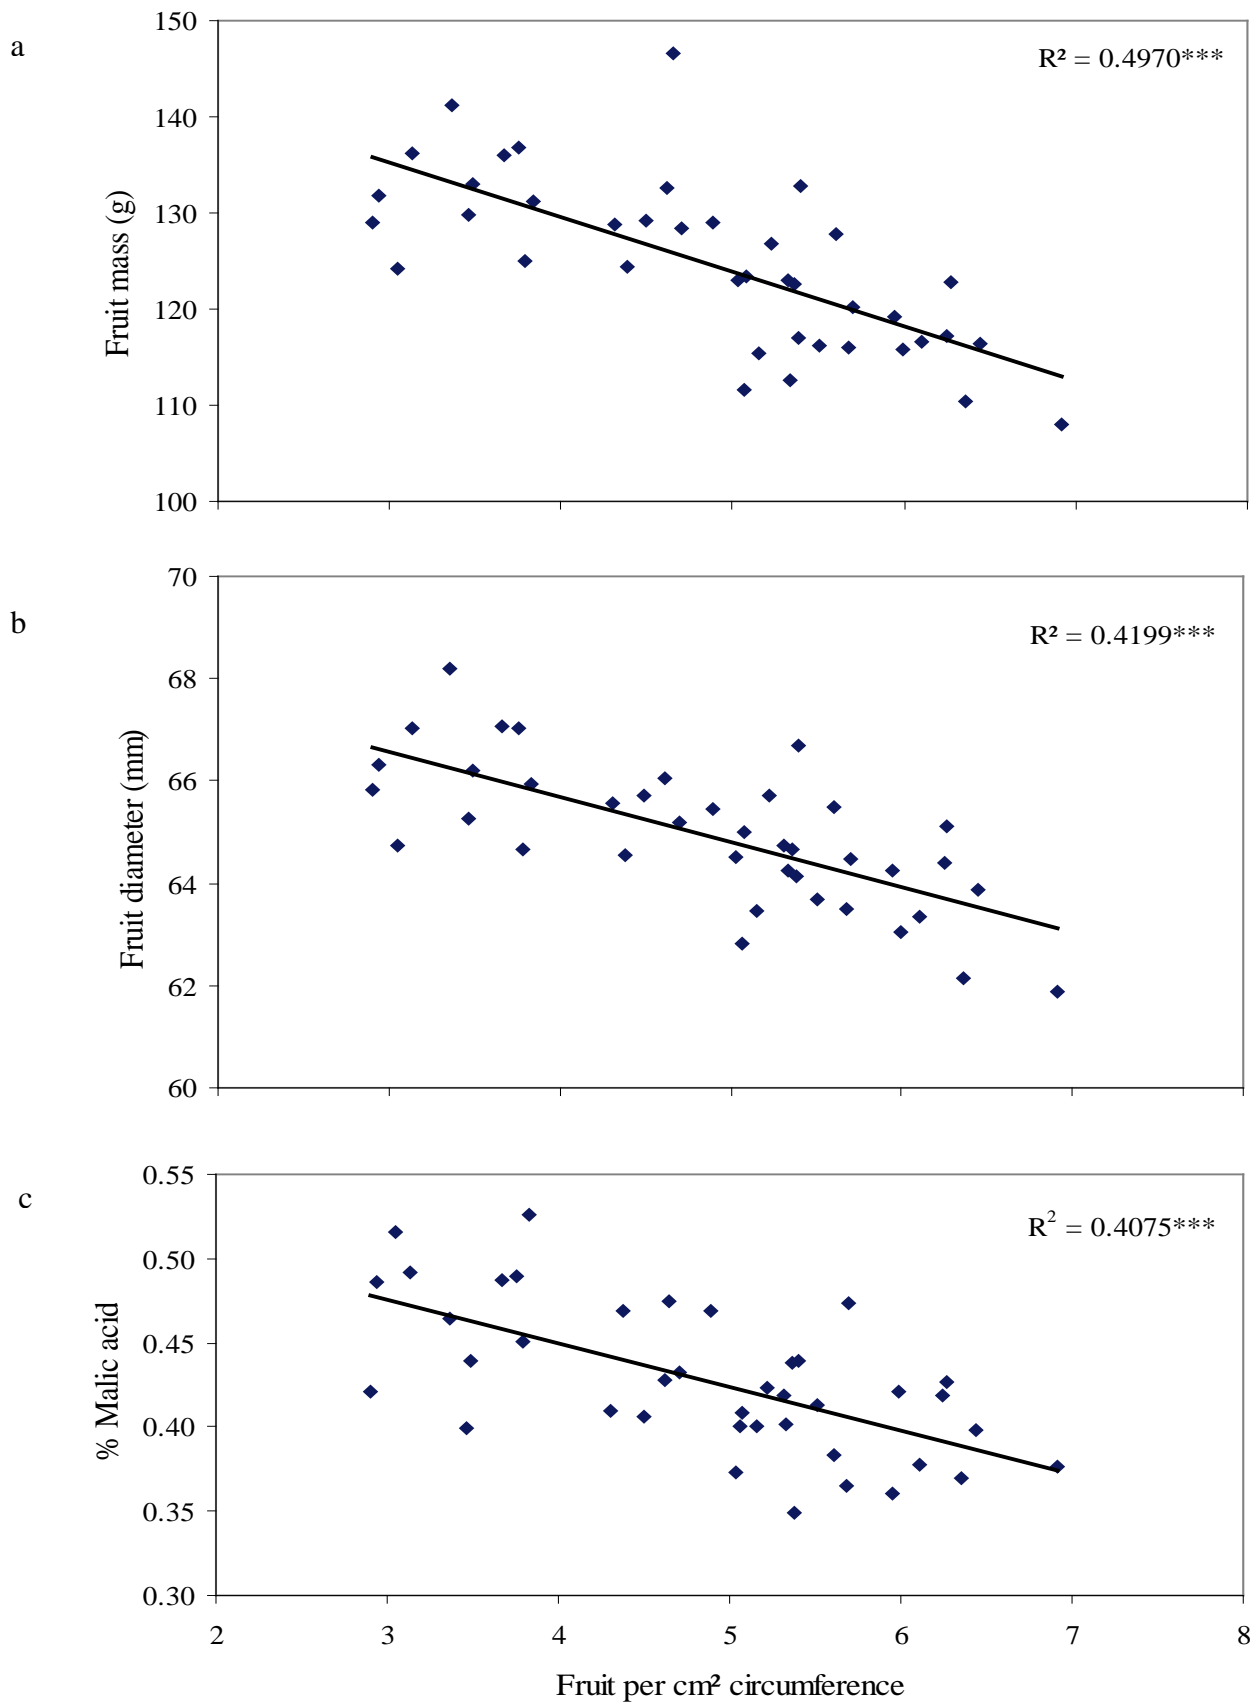 a
R² = 0.4970***
150
140
130
120
110
100
Fruit mass (g)
b
R² = 0.4199***
70
68
66
64
62
60
Fruit diameter (mm)
c
R² = 0.4075***
0.55
0.50
0.45
0.40
0.35
0.30
% Malic acid
2 3 4 5 6 7 8
Fruit per cm² circumference